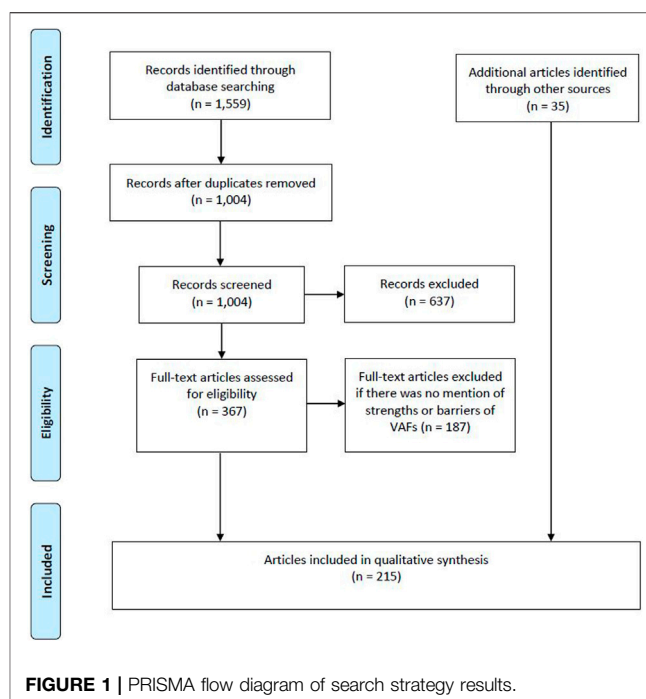 Identification
Records identified through
database searching
(n = 1,559)
Additional articles identified
through other sources
(n = 35)
Records after duplicates removed
(n = 1,004)
Screening
Records screened
(n = 1,004)
Records excluded
(n = 637)
Eligibility
Full-text articles assessed
for eligibility
(n = 367)
Full-text articles excluded
if there was no mention of
strengths or barriers of
VAFs (n = 187)
Included
Articles included in qualitative synthesis
(n = 215)
FIGURE 1 | PRISMA flow diagram of search strategy results.